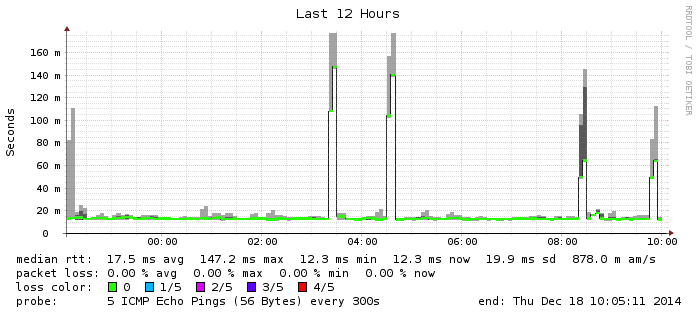 Last 12 Hours
RRDTOOL / TOBI OETIKER
Seconds
160 m
140 m
120 m
100 m
80 m
60 m
40 m
20 m
0
00:00 02:00 04:00 06:00 08:00 10:00
median rtt: 17.5 ms avg 147.2 ms max 12.3 ms min 12.3 ms now 19.9 ms sd 878.0 m am/s
packet loss: 0.00 % avg 0.00 % max 0.00 % min 0.00 % now
loss color: 0 1/5 2/5 3/5 4/5
probe: 5 ICMP Echo Pings (56 Bytes) every 300s end: Thu Dec 18 10:05:11 2014